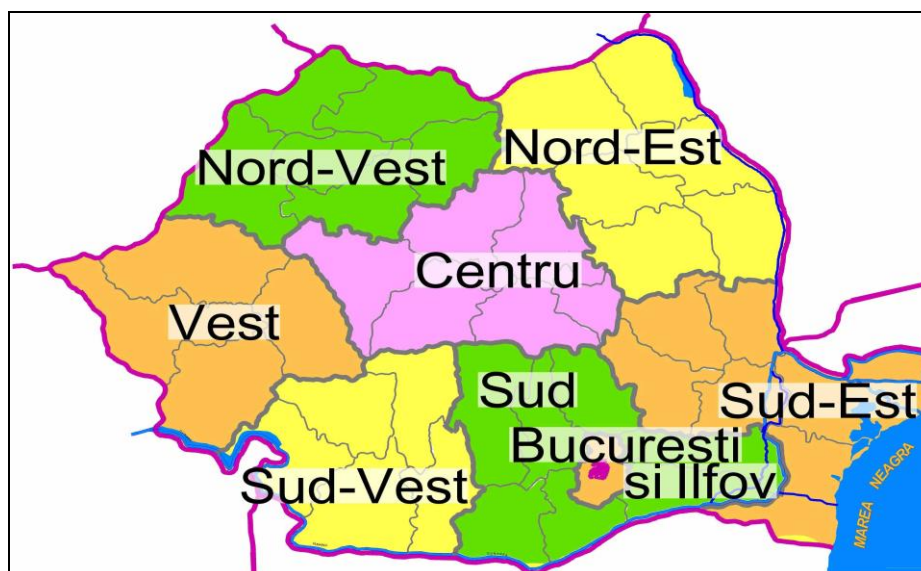 Nord-Vest
Nord-Est
Centru
Vest
Sud
Sud-Est
Bucuresti
si Ilfov
Sud-Vest
MAREA NEAGRA